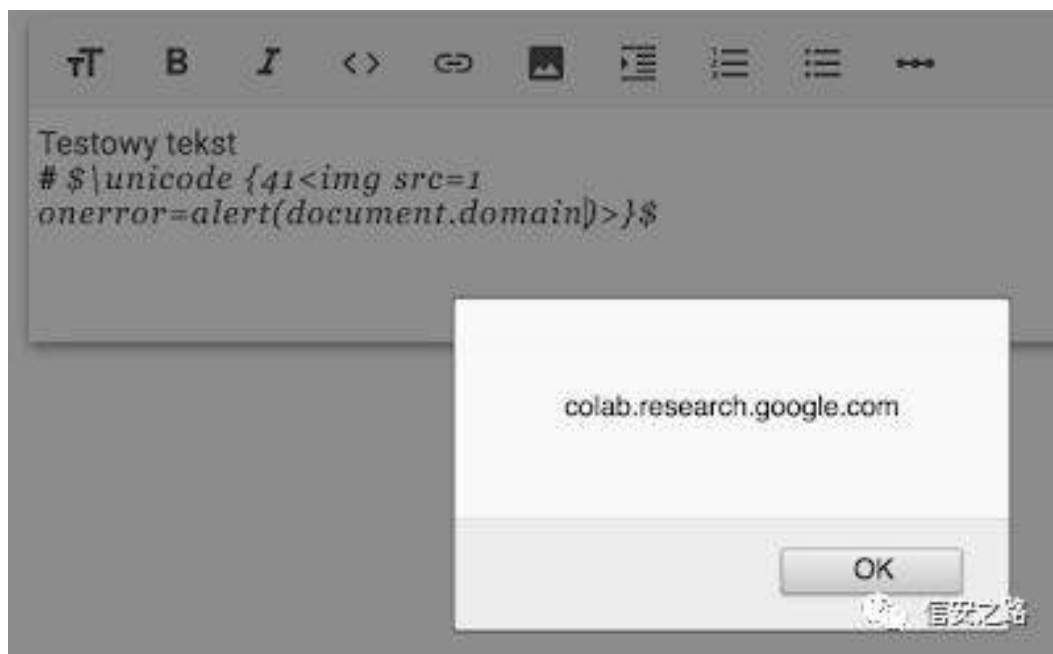 Testowy tekst
# $\unicode {41<img src=1
onerror=alert(document.domain)>}$
colab.research.google.com
OK
信安之路